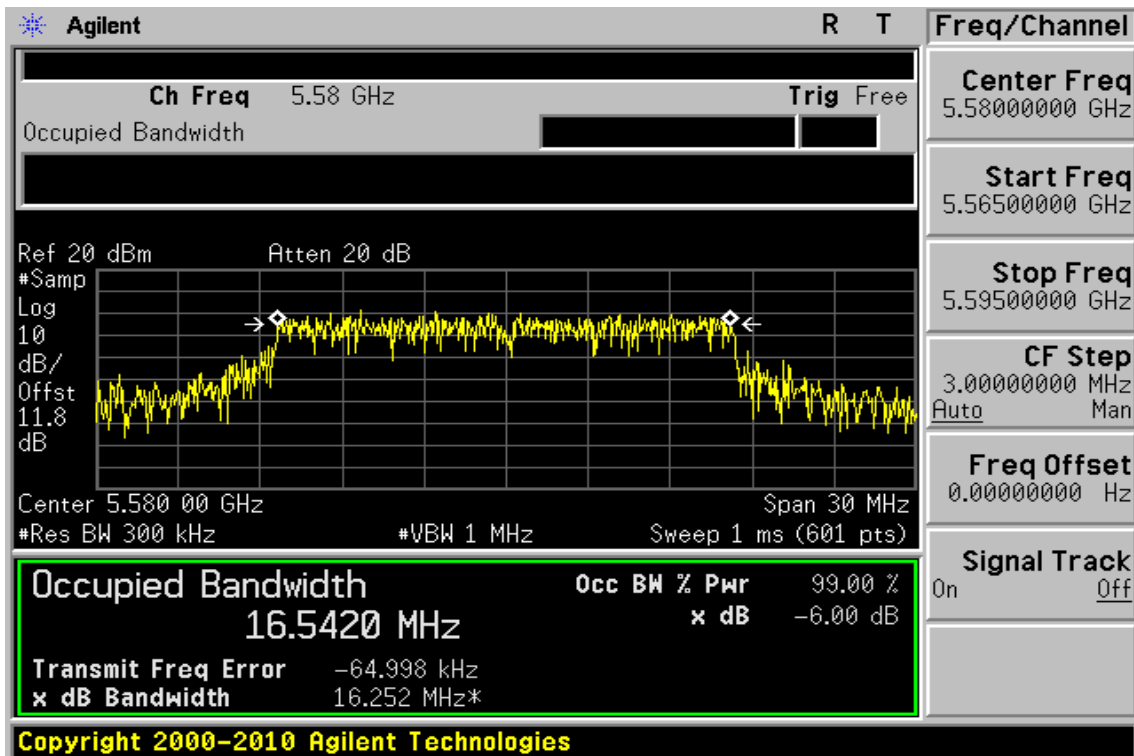 Agilent R T
Ch Freq 5.58 GHz Trig Free
Occupied Bandwidth
Ref 20 dBm Atten 20 dB
#Samp
Log
10
dB/
Offst
11.8
dB
Center 5.580 00 GHz Span 30 MHz
#Res BW 300 kHz #VBW 1 MHz Sweep 1 ms (601 pts)
Occupied Bandwidth
16.5420 MHz
Occ BW % Pwr 99.00 %
x dB -6.00 dB
Transmit Freq Error -64.998 kHz
x dB Bandwidth 16.252 MHz*
Copyright 2000-2010 Agilent Technologies
Freq/Channel
Center Freq
5.58000000 GHz
Start Freq
5.56500000 GHz
Stop Freq
5.59500000 GHz
CF Step
3.00000000 MHz
Auto Man
Freq Offset
0.00000000 Hz
Signal Track
On Off